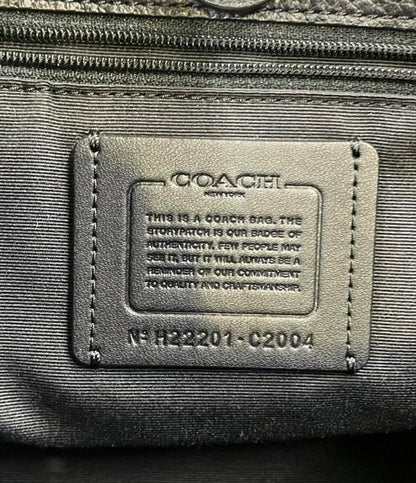 COACH
NEW YORK
THIS IS A COACH BAG. THE
STORYPATCH IS OUR BADGE OF
AUTHENTICITY. FEW PEOPLE MAY
SEE IT, BUT IT WILL ALWAYS BE A
REMINDER OF OUR COMMITMENT
TO QUALITY AND CRAFTSMANSHIP.
Nº H22201-C2004